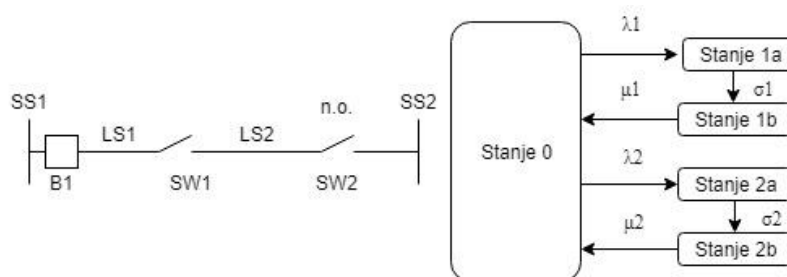 SS1
LS1
LS2
n.o.
SS2
B1
SW1
SW2
Stanje 0
λ1
Stanje 1a
μ1
σ1
Stanje 1b
λ2
Stanje 2a
μ2
σ2
Stanje 2b